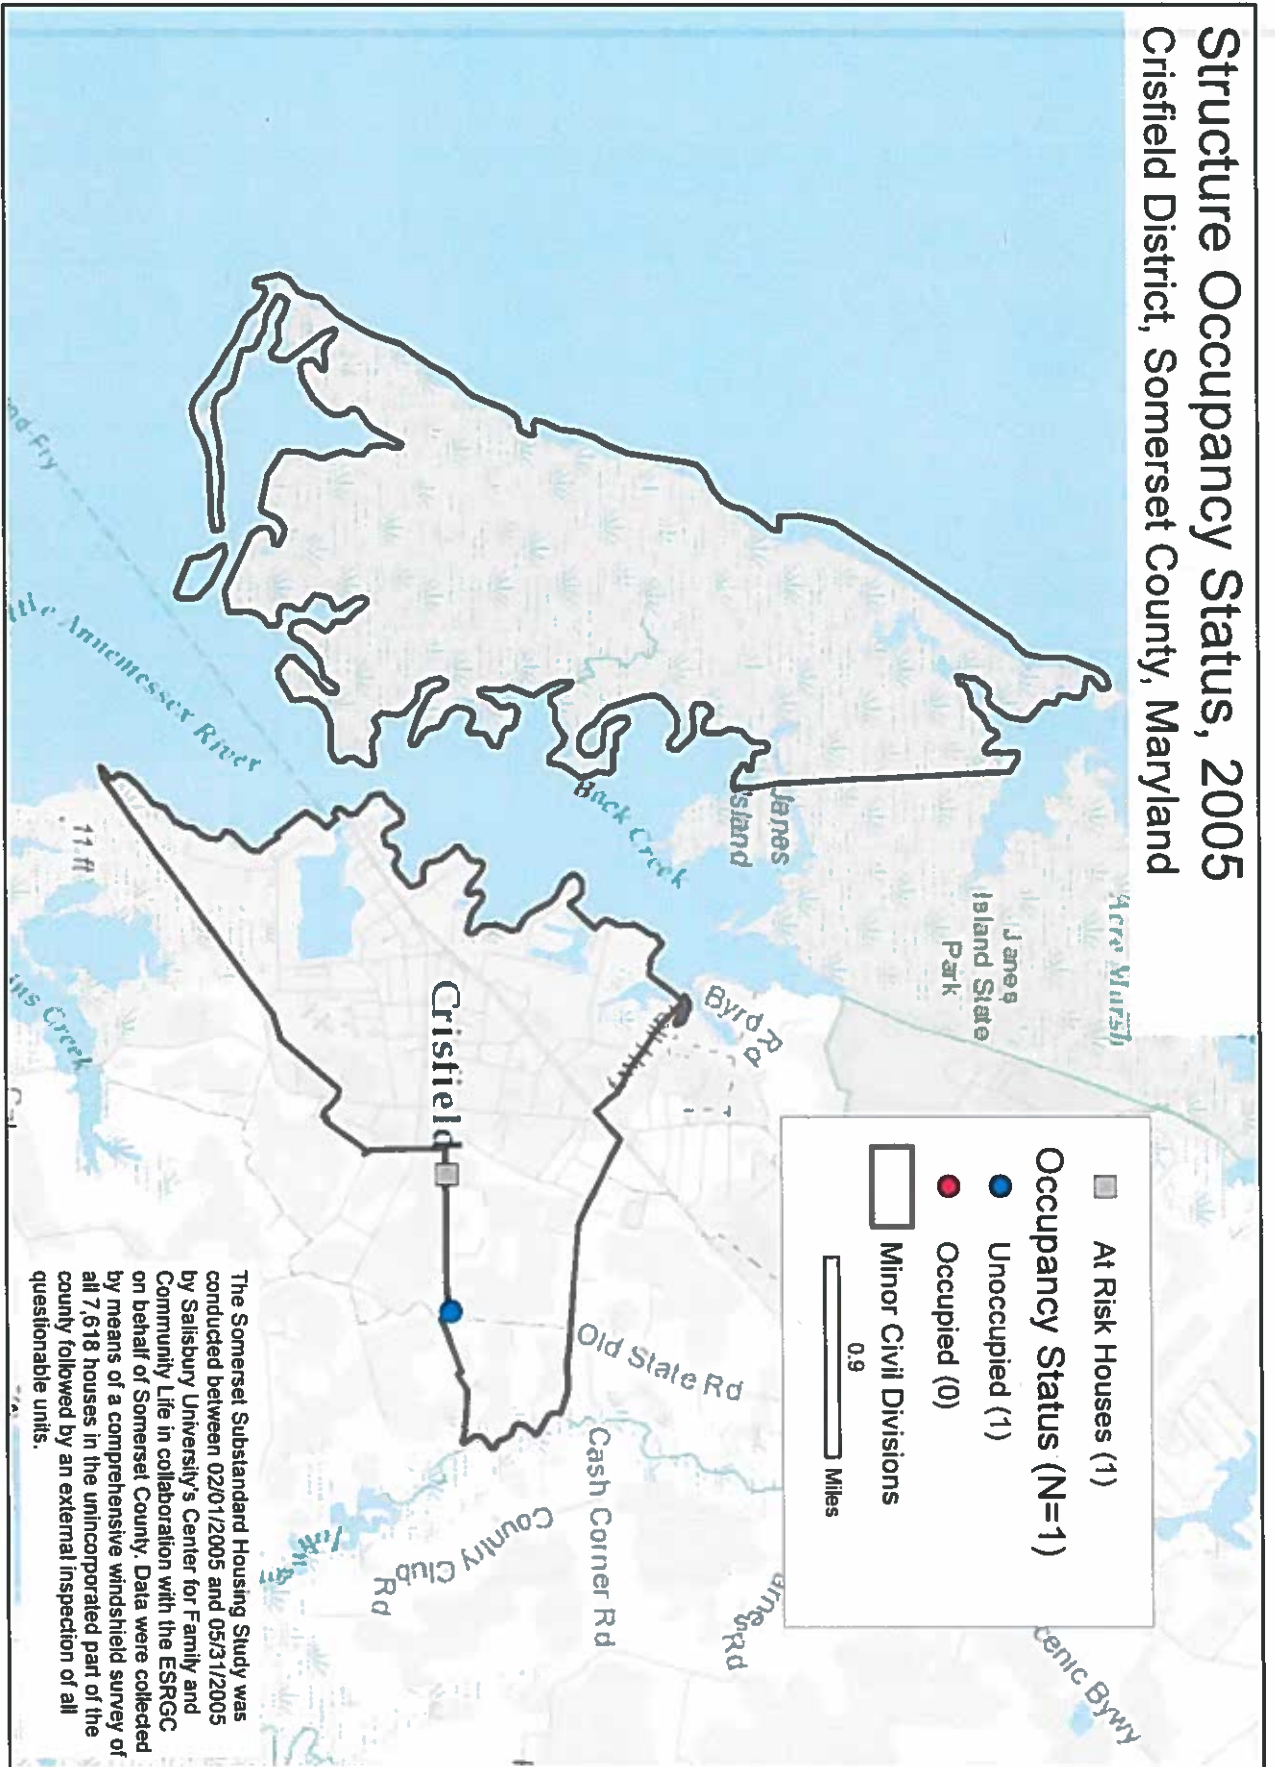 Structure Occupancy Status, 2005
Crisfield District, Somerset County, Maryland
At Risk Houses (1)
Occupancy Status (N=1)
Unoccupied (1)
Occupied (0)
Minor Civil Divisions
0.9
Miles
Acre Marsh
Janes
Island State
Park
Janes
Island
Back Creek
Byrd Rd
Annemessex River
Fry
11 ft
Creek
Crisfield
Old State Rd
Cash Corner Rd
Country Club
Rd
Rd
Bywy
The Somerset Substandard Housing Study was
conducted between 02/01/2005 and 05/31/2005
by Salisbury University's Center for Family and
Community Life in collaboration with the ESRGC
on behalf of Somerset County. Data were collected
by means of a comprehensive windshield survey of
all 7,618 houses in the unincorporated part of the
county followed by an external inspection of all
questionable units.